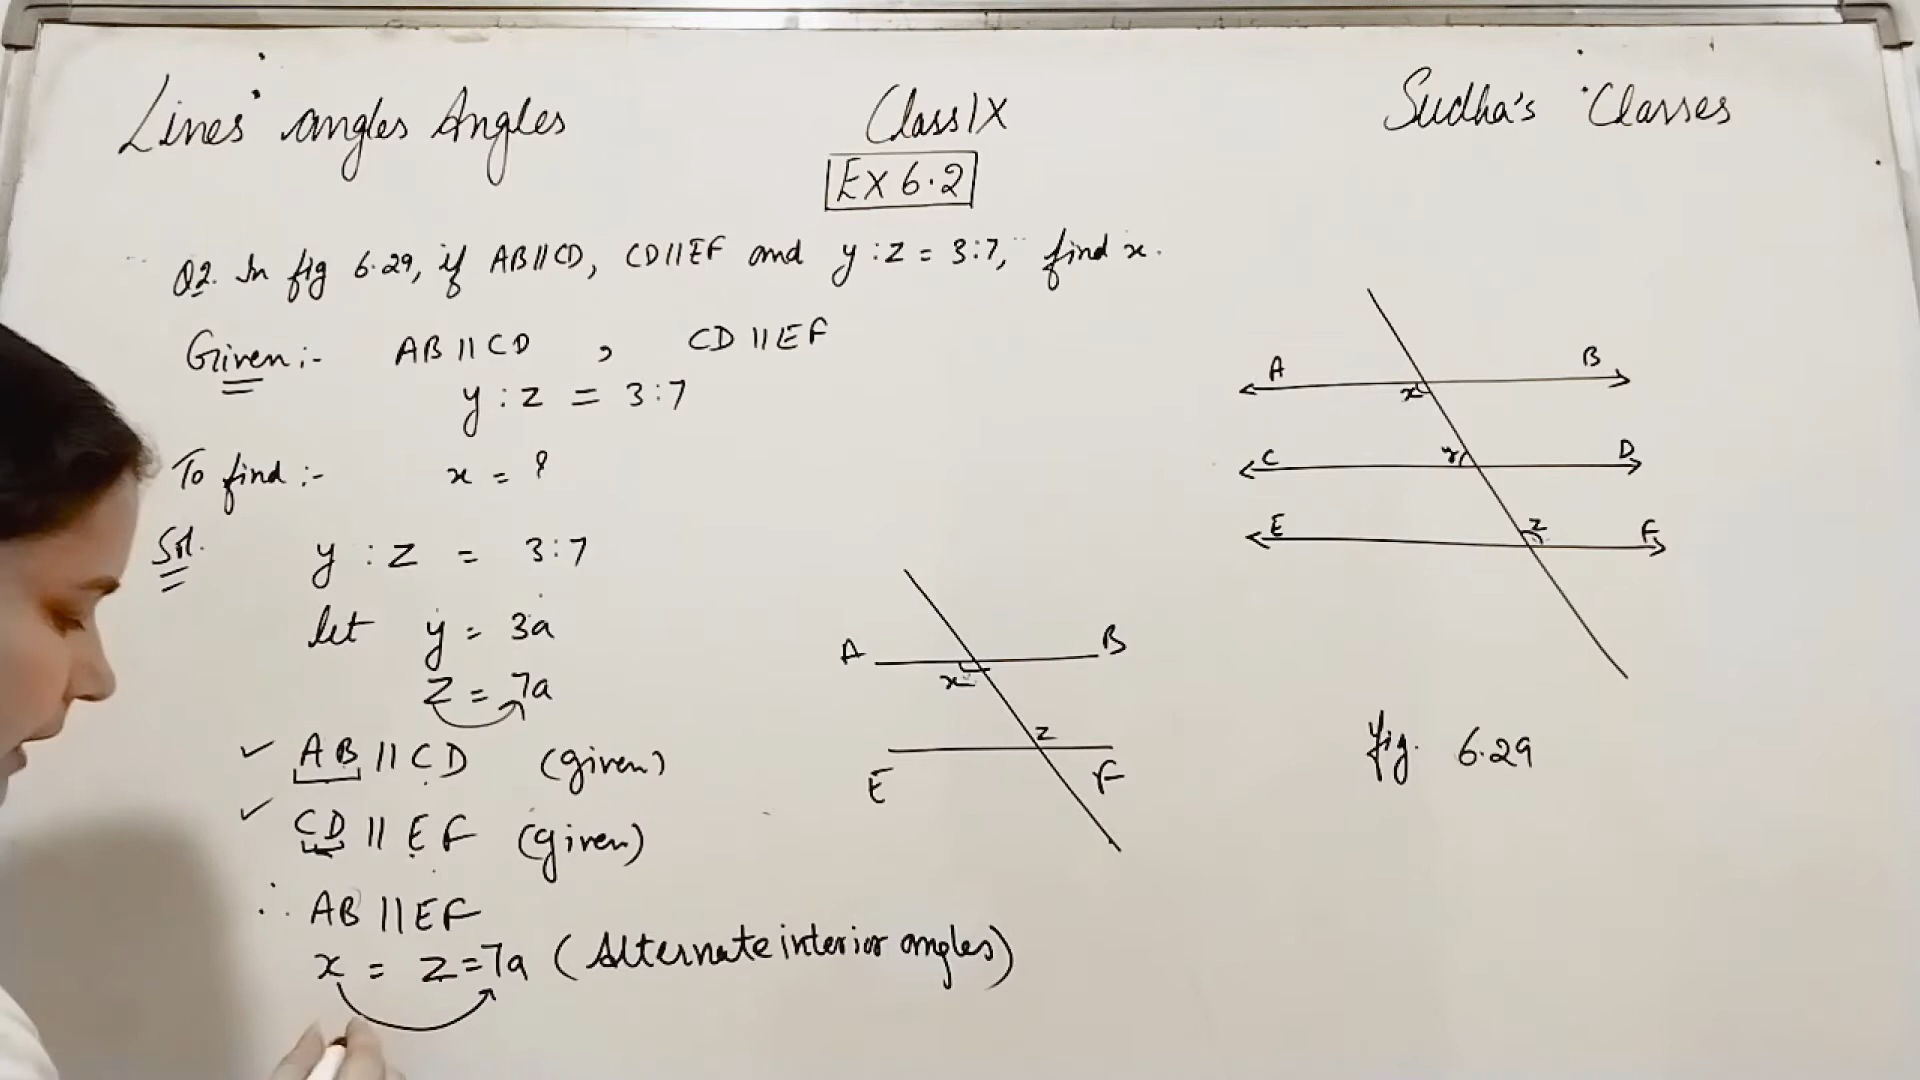 Lines angles Angles
Class IX
Sudha's Classes
Ex 6.2
Q2. In fig 6.29, if AB||CD, CD||EF and y:z = 3:7, find x.
Given:- AB||CD , CD||EF
y:z = 3:7
To find:- x = ?
Sol. y:z = 3:7
let y = 3a
z = 7a
✓ AB||CD (given)
✓ CD||EF (given)
∴ AB||EF
x = z = 7a (Alternate interior angles)
A B
x
z
E F
A B
x
C D
y
E F
z
fig. 6.29